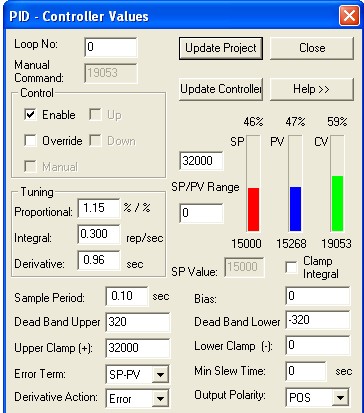 PID - Controller Values
Loop No: 0
Update Project
Close
Manual Command: 19053
Update Controller
Help >>
Control
Enable
Up
Override
Down
Manual
46% 47% 59%
SP PV CV
32000
SP/PV Range
0
15000 15268 19053
Tuning
Proportional: 1.15 % / %
Integral: 0.300 rep/sec
Derivative: 0.96 sec
SP Value: 15000
Clamp Integral
Sample Period: 0.10 sec
Bias: 0
Dead Band Upper 320
Dead Band Lower -320
Upper Clamp (+): 32000
Lower Clamp (-): 0
Error Term: SP-PV
Min Slew Time: 0 sec
Derivative Action: Error
Output Polarity: POS